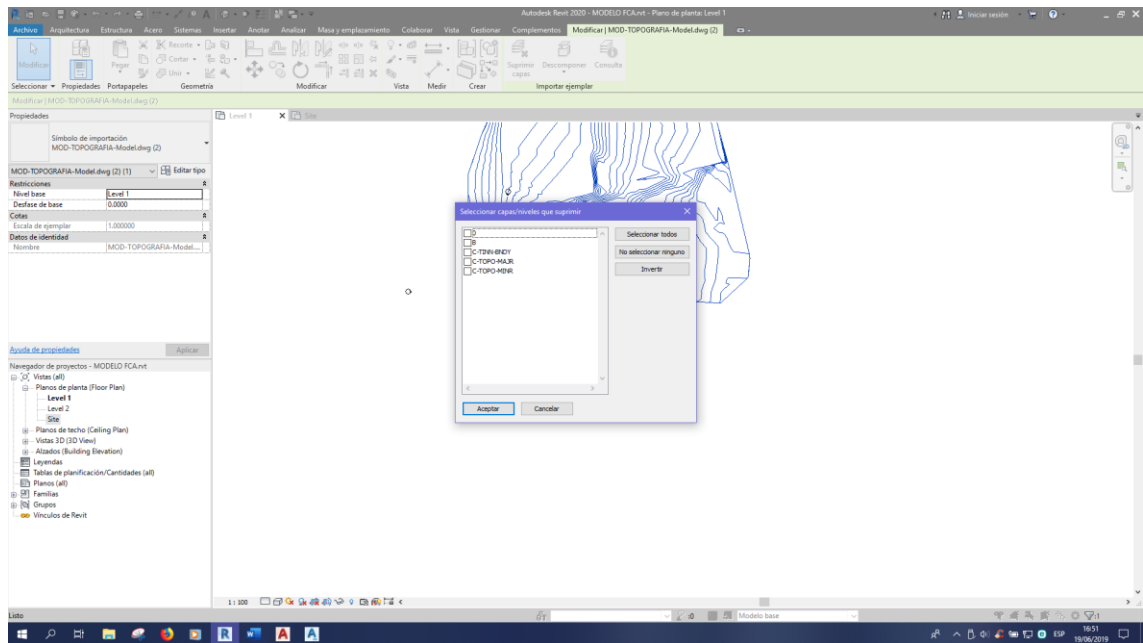 Autodesk Revit 2020 - MODELO FCA.rvt - Plano de planta: Level 1
Iniciar sesión
Archivo Arquitectura Estructura Acero Sistemas Insertar Anotar Analizar Masa y emplazamiento Colaborar Vista Gestionar Complementos Modificar | MOD-TOPOGRAFIA-Model.dwg (2)
Modificar
Pegar
Recorte
Cortar
Unir
Suprimir capas
Descomponer
Consulta
Seleccionar Propiedades Portapapeles Geometría Modificar Vista Medir Crear Importar ejemplar
Modificar | MOD-TOPOGRAFIA-Model.dwg (2)
Propiedades
Level 1
Site
Símbolo de importación
MOD-TOPOGRAFIA-Model.dwg (2)
MOD-TOPOGRAFIA-Model.dwg (2) (1)
Editar tipo
Restricciones
Nivel base Level 1
Desfase de base 0.0000
Cotas
Escala de ejemplar 1.000000
Datos de identidad
Nombre MOD-TOPOGRAFIA-Model....
Ayuda de propiedades
Aplicar
Seleccionar capas/niveles que suprimir
C-TINN-BNDY
C-TOPO-MAJR
C-TOPO-MINR
Seleccionar todos
No seleccionar ninguno
Invertir
Aceptar
Cancelar
Navegador de proyectos - MODELO FCA.rvt
Vistas (all)
Planos de planta (Floor Plan)
Level 1
Level 2
Site
Planos de techo (Ceiling Plan)
Vistas 3D (3D View)
Alzados (Building Elevation)
Leyendas
Tablas de planificación/Cantidades (all)
Planos (all)
Familias
Grupos
Vínculos de Revit
1 : 100
Listo
:0
Modelo base
:1
ESP
16:51
19/06/2019